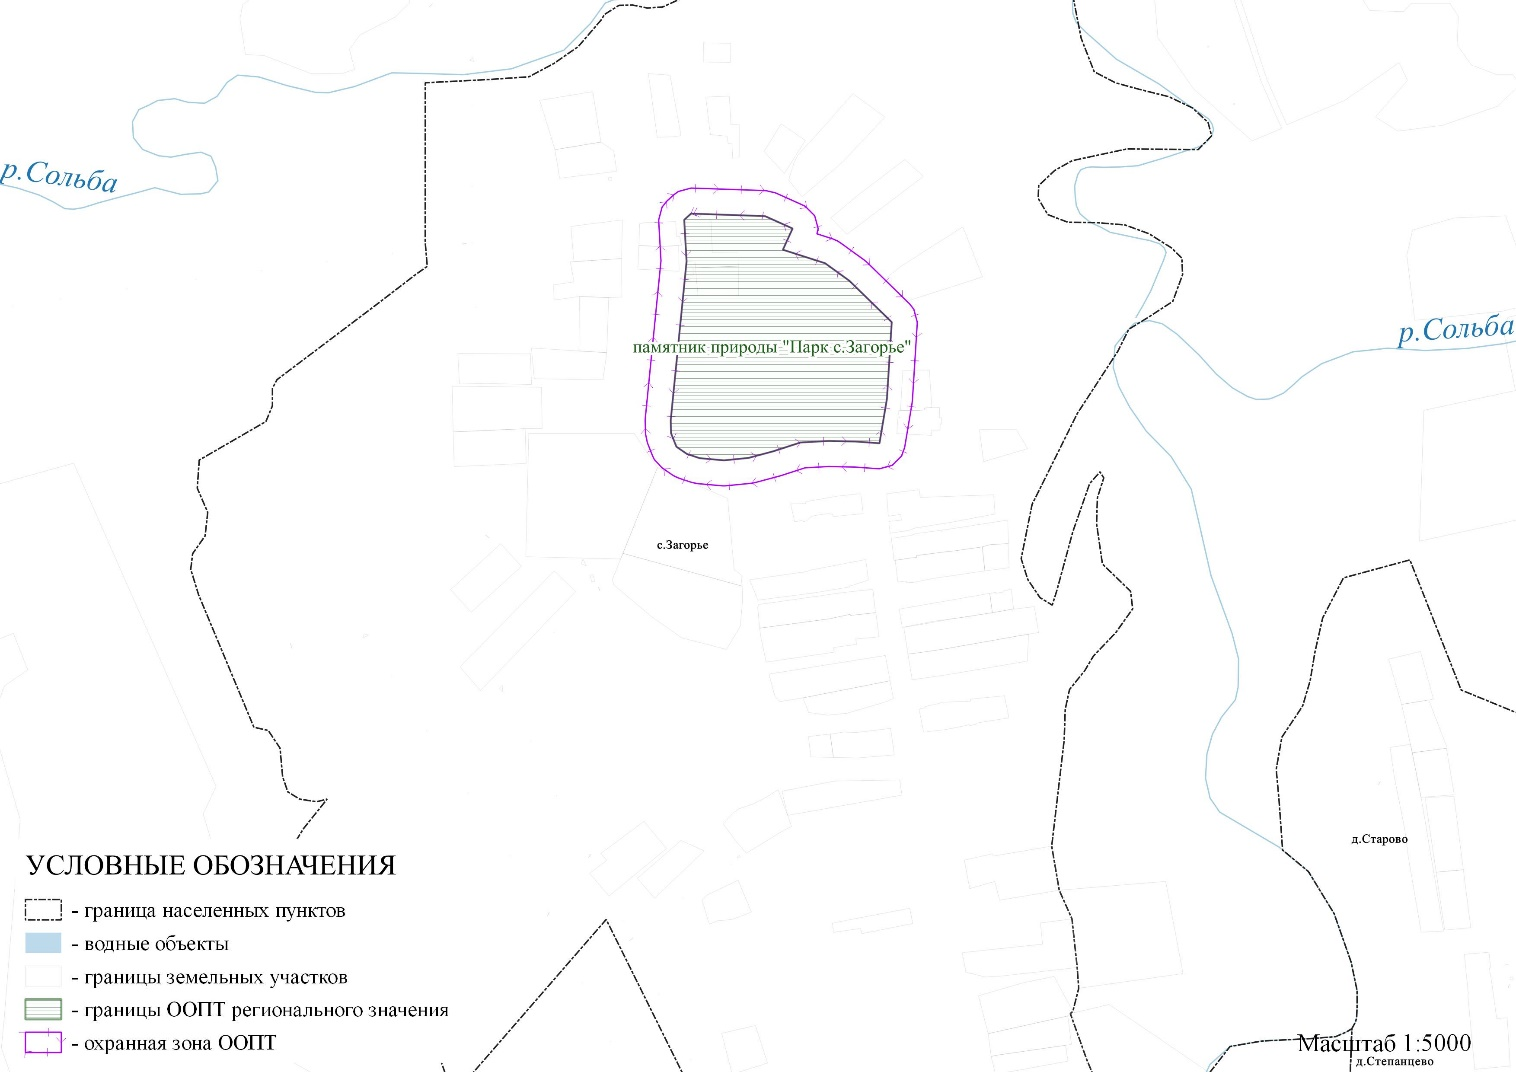 р.Сольба
р.Сольба
памятник природы "Парк с.Загорье"
с.Загорье
д.Старово
УСЛОВНЫЕ ОБОЗНАЧЕНИЯ
- граница населенных пунктов
- водные объекты
- границы земельных участков
- границы ООПТ регионального значения
- охранная зона ООПТ
Масштаб 1:5000
д.Степанцево